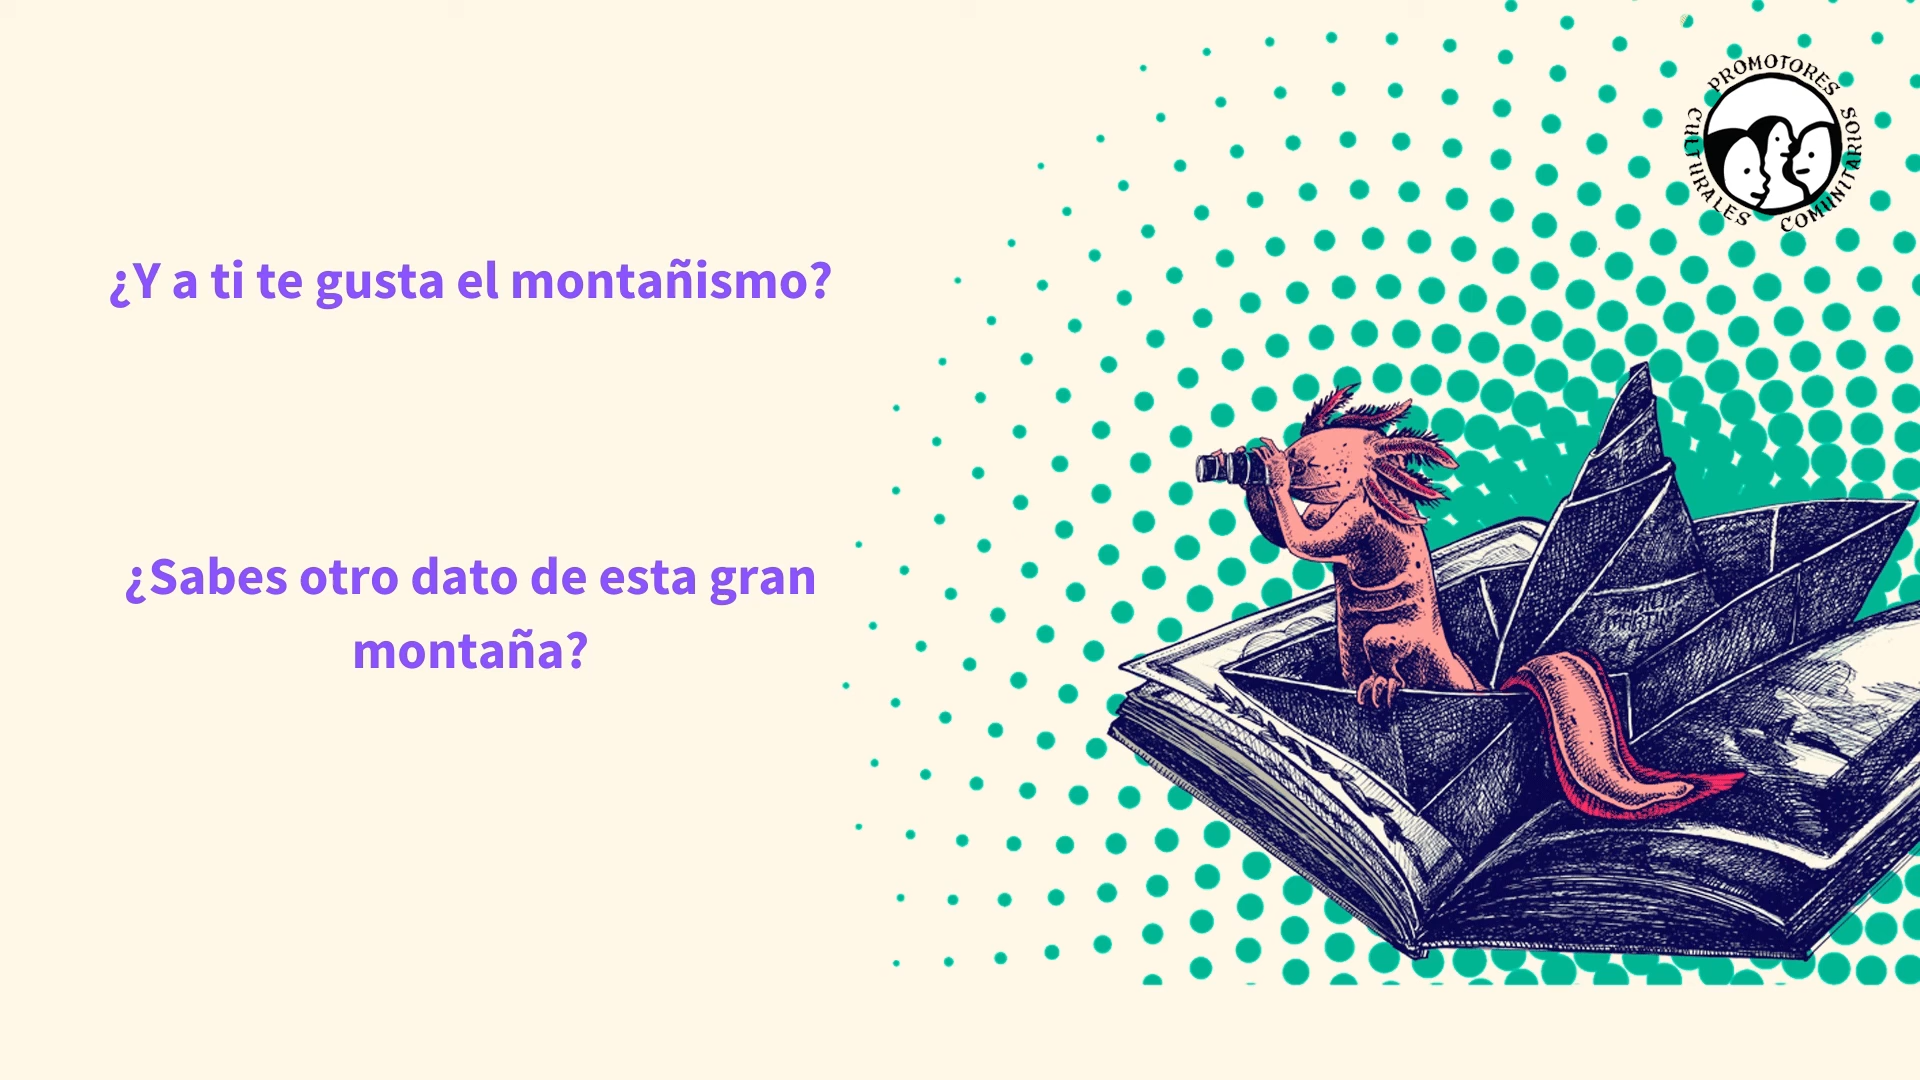 ¿Y a ti te gusta el montañismo?
¿Sabes otro dato de esta gran
montaña?
PROMOTORES
CULTURALES
COMUNITARIOS